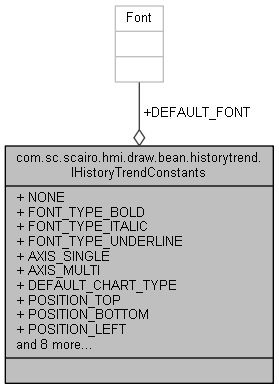 Font
+DEFAULT_FONT
com.sc.scairo.hmi.draw.bean.historytrend.
IHistoryTrendConstants
+ NONE
+ FONT_TYPE_BOLD
+ FONT_TYPE_ITALIC
+ FONT_TYPE_UNDERLINE
+ AXIS_SINGLE
+ AXIS_MULTI
+ DEFAULT_CHART_TYPE
+ POSITION_TOP
+ POSITION_BOTTOM
+ POSITION_LEFT
and 8 more...